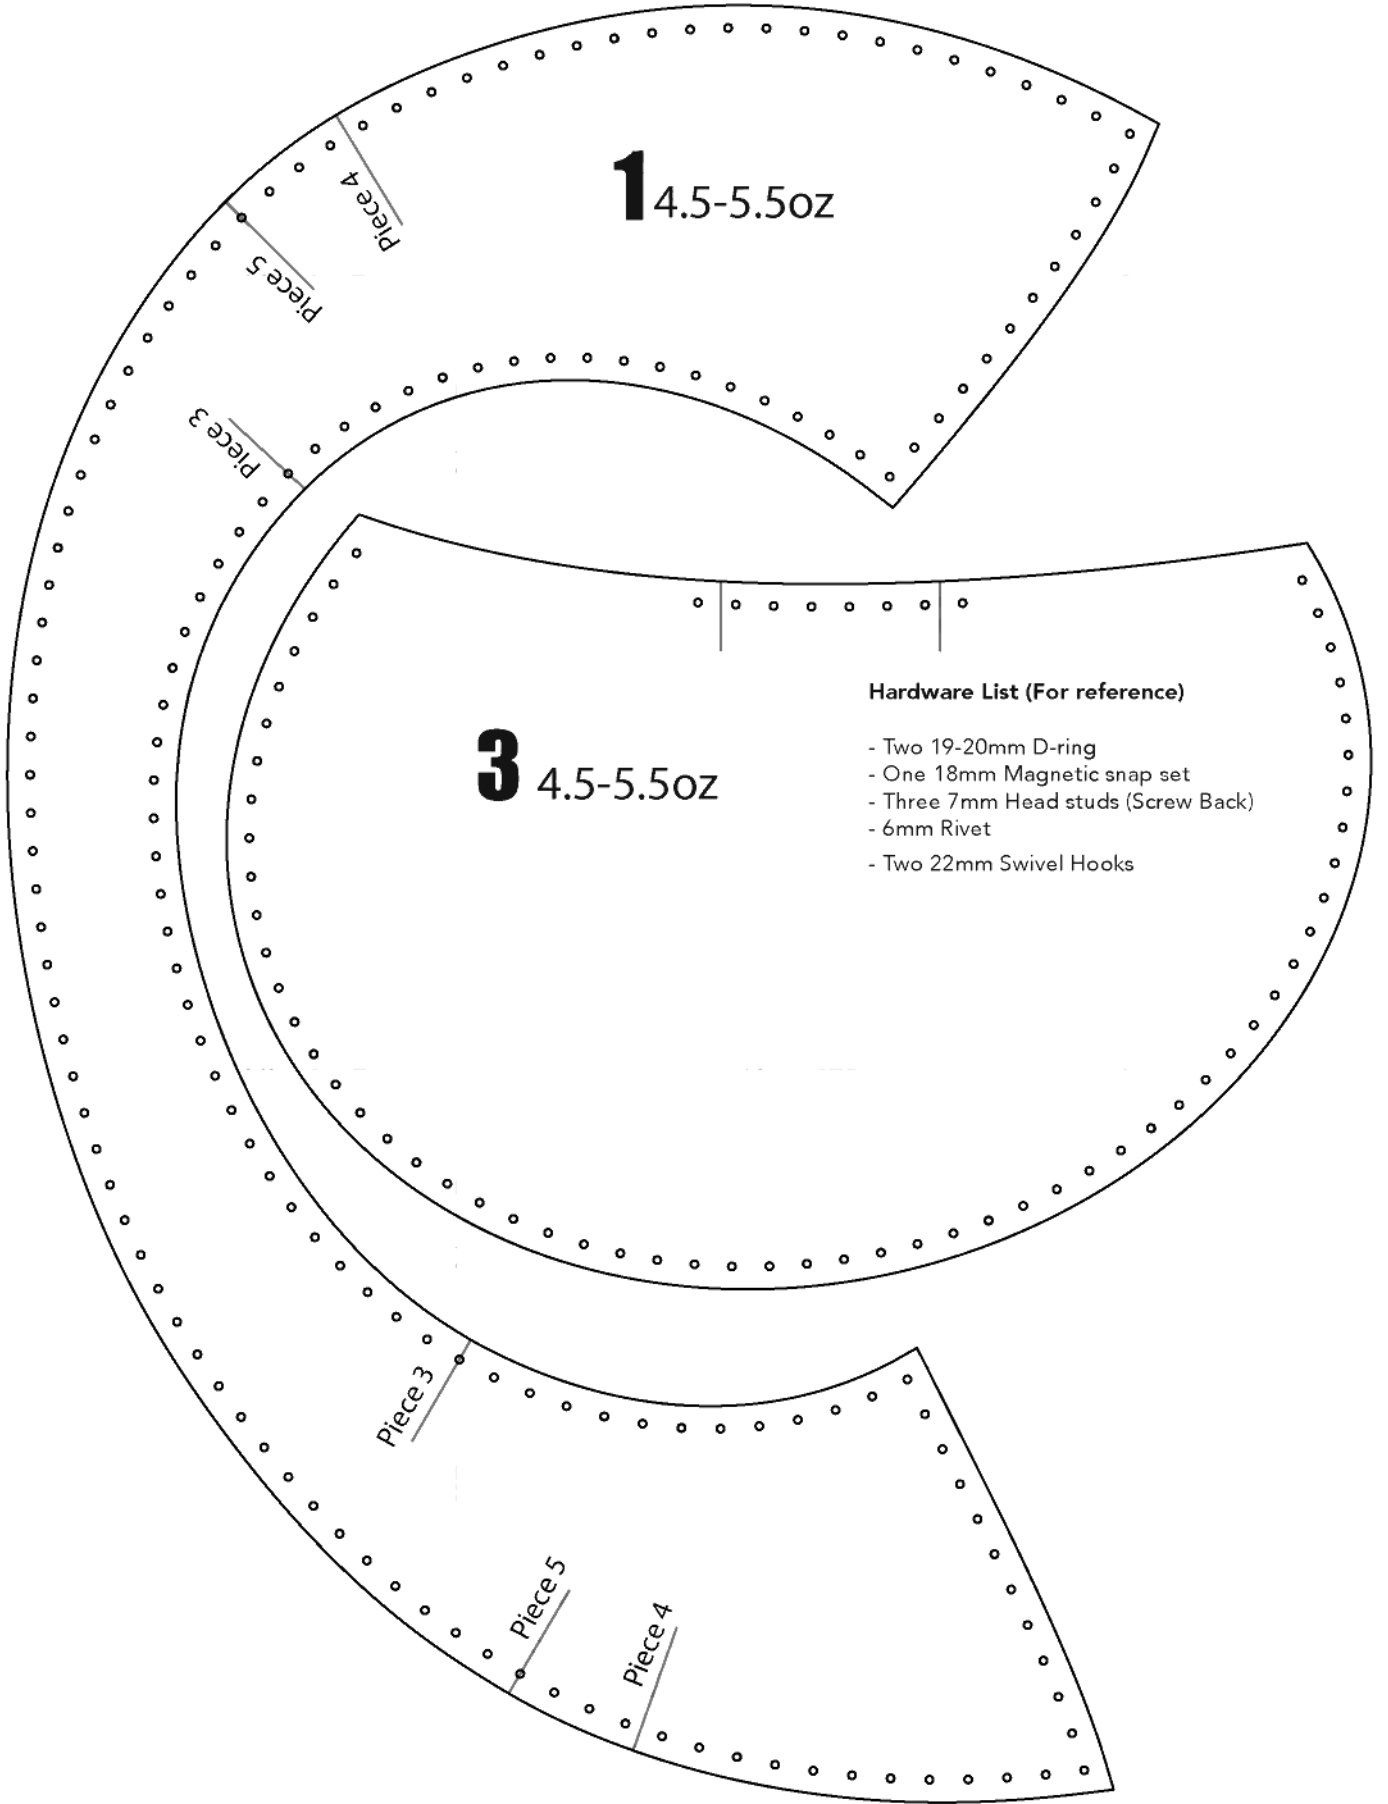 1 4.5-5.5oz
Piece 4
Piece 5
Piece 3
Hardware List (For reference)
- Two 19-20mm D-ring
- One 18mm Magnetic snap set
- Three 7mm Head studs (Screw Back)
- 6mm Rivet
- Two 22mm Swivel Hooks
3 4.5-5.5oz
Piece 3
Piece 5
Piece 4